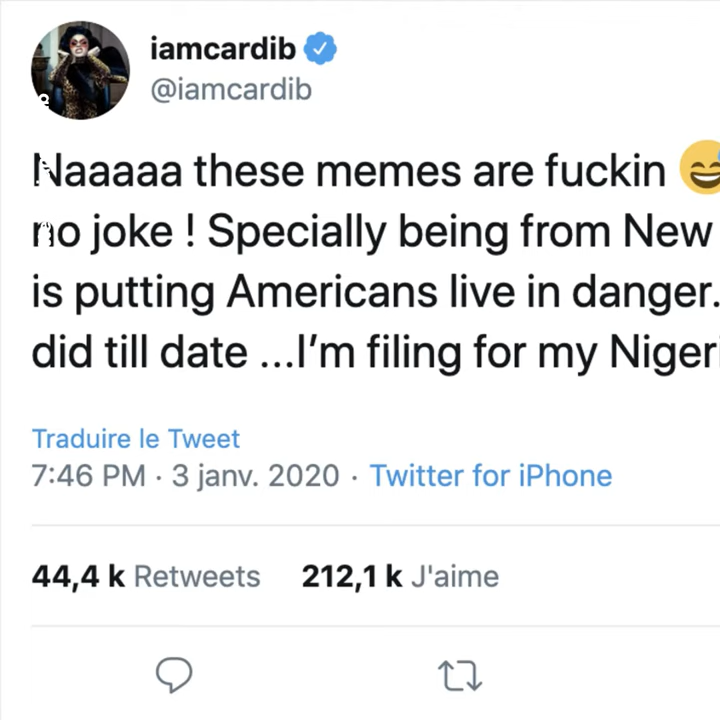 iamcardib
@iamcardib
Naaaaa these memes are fuckin 😅
no joke ! Specially being from New
is putting Americans live in danger.
did till date ...I'm filing for my Nigeri
Traduire le Tweet
7:46 PM · 3 janv. 2020 · Twitter for iPhone
44,4 k Retweets 212,1 k J'aime